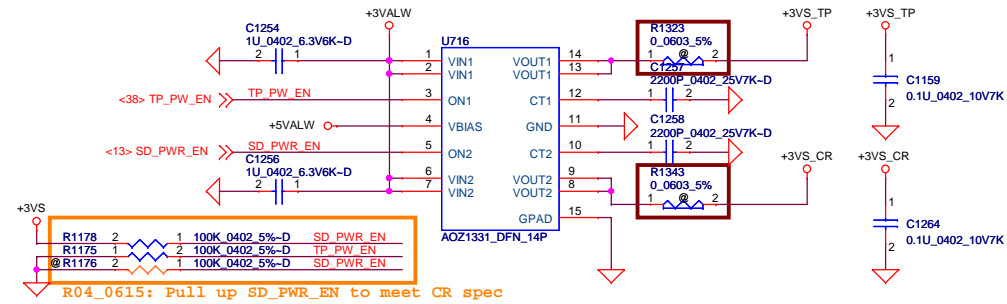 +3VALW
+3VS_TP
+3VS_TP
C1254
1U_0402_6.3V6K~D
2 1
U716
R1323
0_0603_5%
1 @ 2
1 VIN1 VOUT1 14
2 VIN1 VOUT1 13
C1257
2200P_0402_25V7K~D
1
C1159
0.1U_0402_10V7K
2
<38> TP_PW_EN TP_PW_EN 3 ON1 CT1 12 1 2
+5VALW 4 VBIAS GND 11
C1258
2200P_0402_25V7K~D
<13> SD_PWR_EN SD_PWR_EN 5 ON2 CT2 10 1 2
+3VS_CR
+3VS_CR
C1256
1U_0402_6.3V6K~D
2 1
6 VIN2 VOUT2 9
7 VIN2 VOUT2 8
R1343
0_0603_5%
1 @ 2
GPAD 15
AOZ1331_DFN_14P
1
C1264
0.1U_0402_10V7K
2
+3VS
R1178 2 1 100K_0402_5%~D SD_PWR_EN
R1175 1 2 100K_0402_5%~D TP_PW_EN
@ R1176 2 1 100K_0402_5%~D SD_PWR_EN
R04_0615: Pull up SD_PWR_EN to meet CR spec